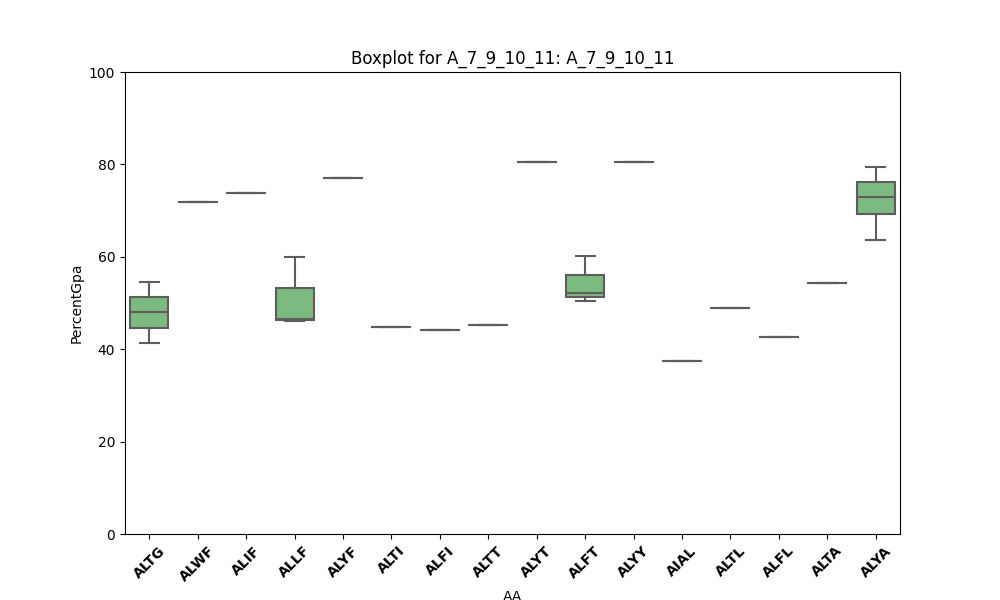 Boxplot for A_7_9_10_11: A_7_9_10_11
100
80
60
40
20
0
PercentGpa
ALTG ALWF ALIF ALLF ALYF ALTI ALFI ALTT ALYT ALFT ALYY AIAL ALTL ALFL ALTA ALYA
AA